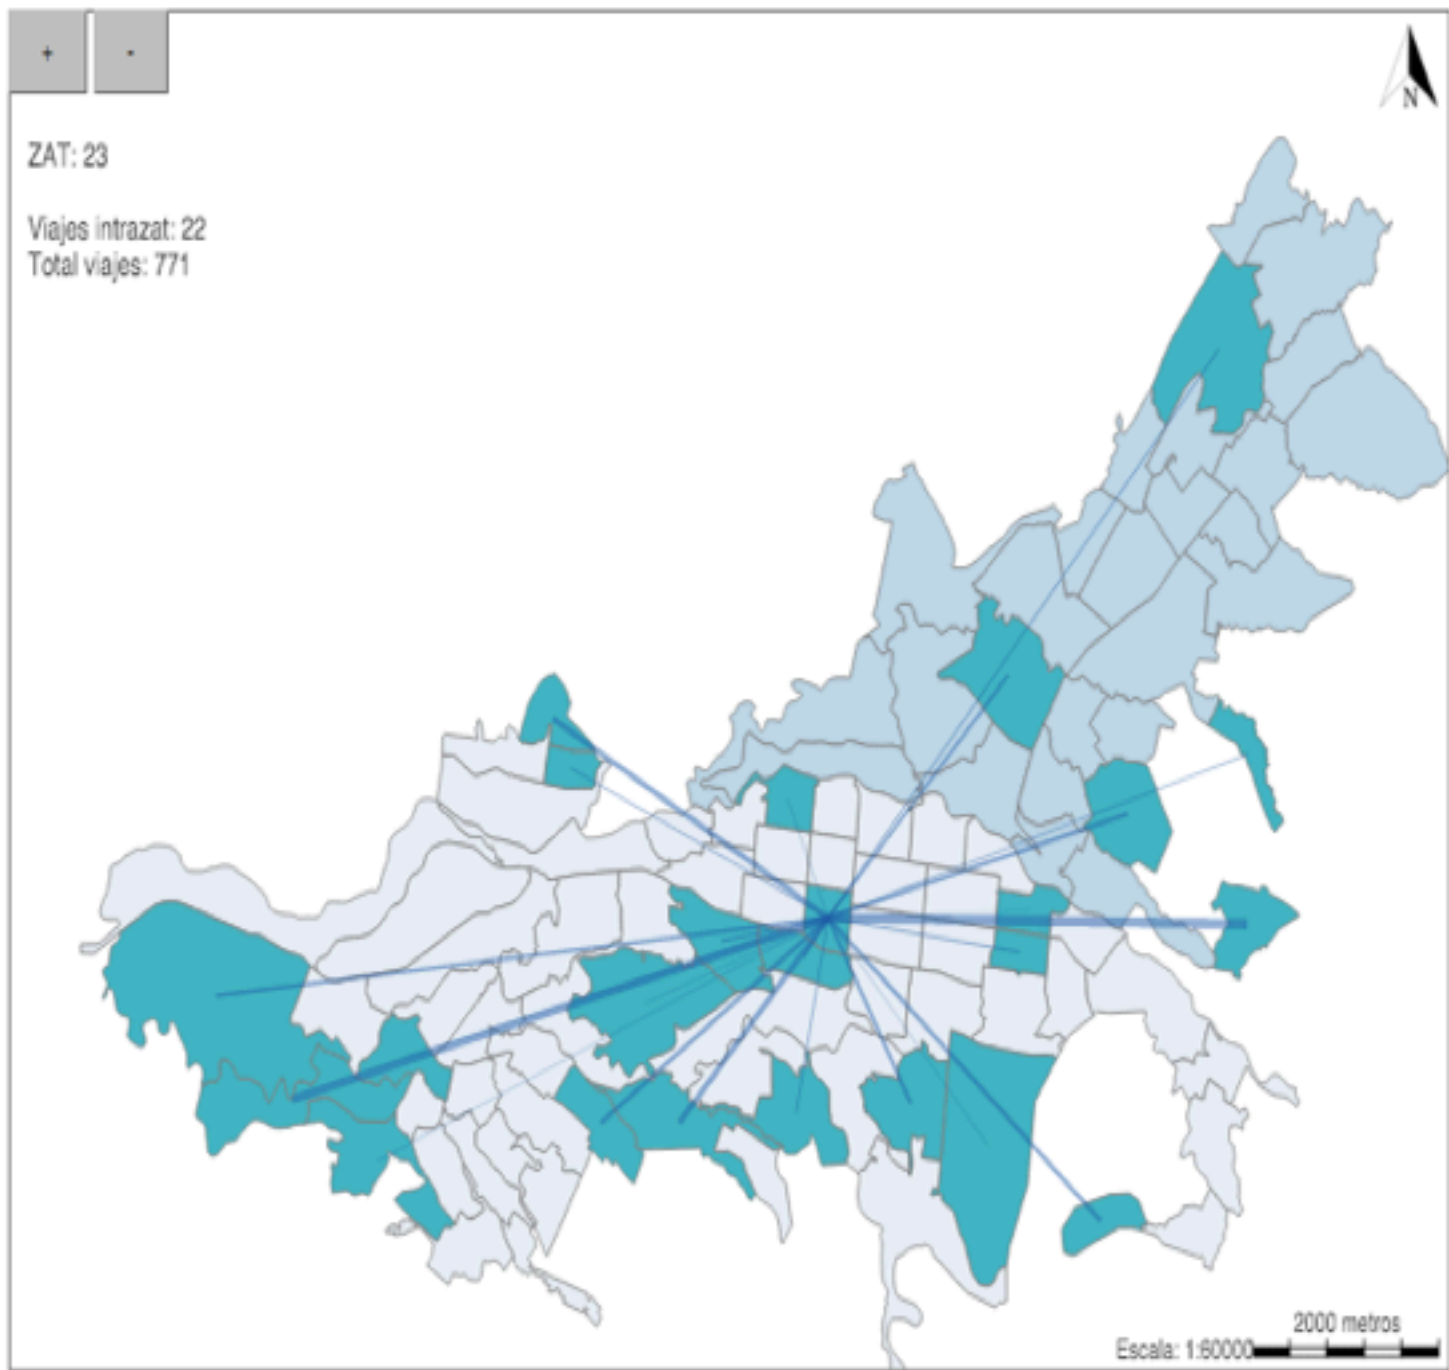 + -
N
ZAT: 23
Viajes intrazat: 22
Total viajes: 771
2000 metros
Escala: 1:60000